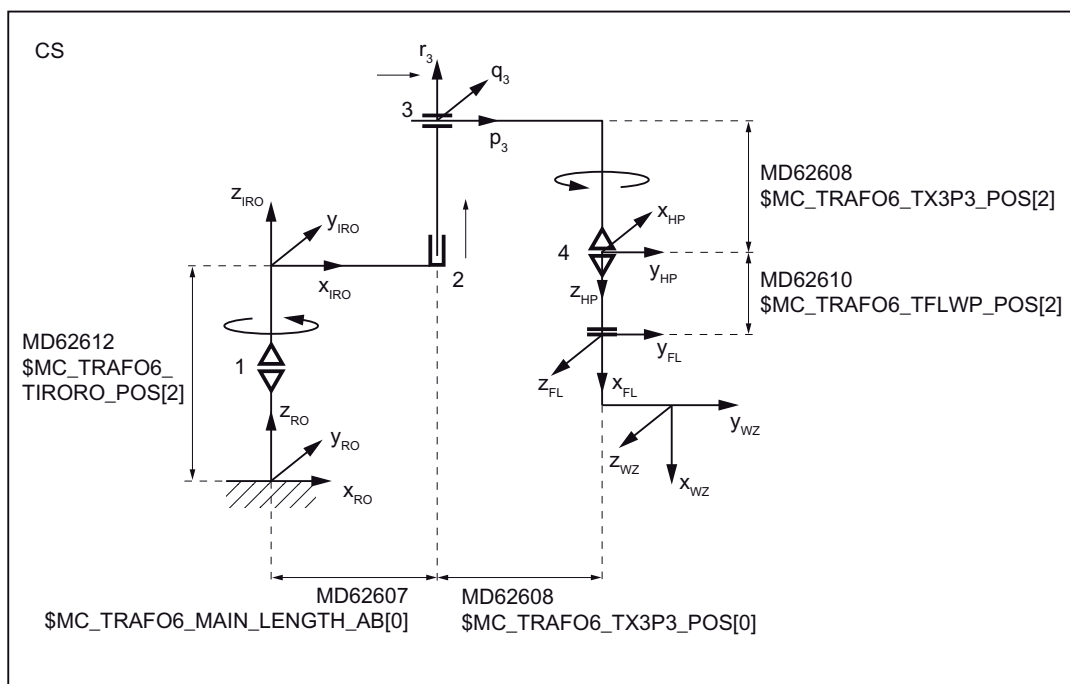 CS
r3
q3
3
p3
MD62608
$MC_TRAFO6_TX3P3_POS[2]
zIRO
yIRO
xIRO
2
xHP
4
yHP
zHP
MD62610
$MC_TRAFO6_TFLWP_POS[2]
MD62612
$MC_TRAFO6_
TIRORO_POS[2]
1
yFL
zFL
xFL
zRO
yRO
xRO
yWZ
zWZ
xWZ
MD62607
$MC_TRAFO6_MAIN_LENGTH_AB[0]
MD62608
$MC_TRAFO6_TX3P3_POS[0]